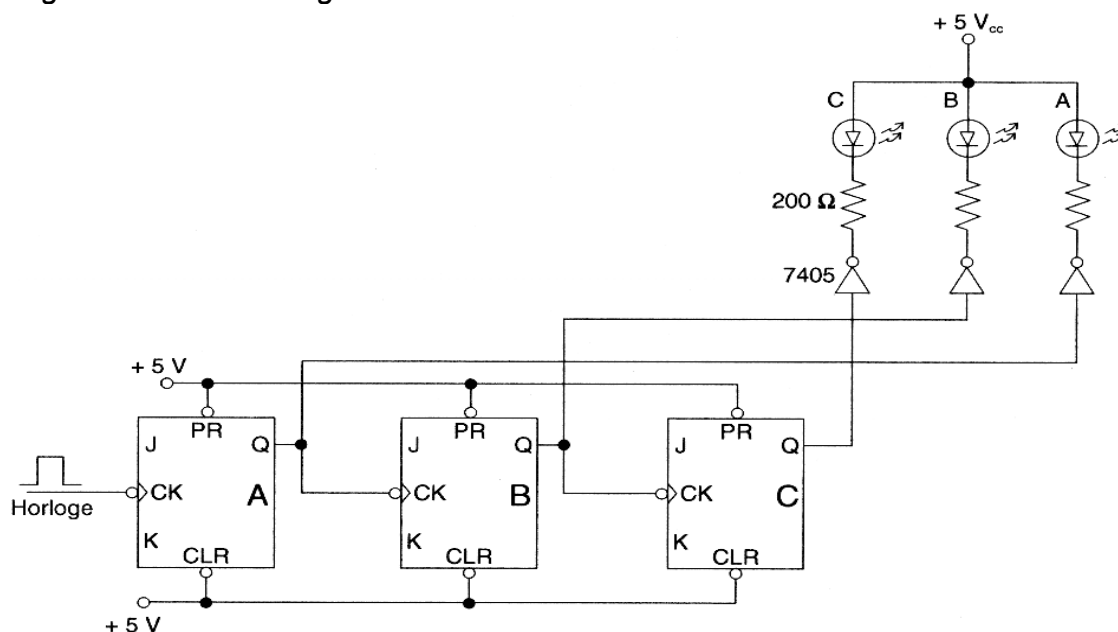 + 5 Vcc
C B A
200 Ω
7405
+ 5 V
PR PR PR
J Q J Q J Q
Horloge CK A CK B CK C
K K K
CLR CLR CLR
+ 5 V